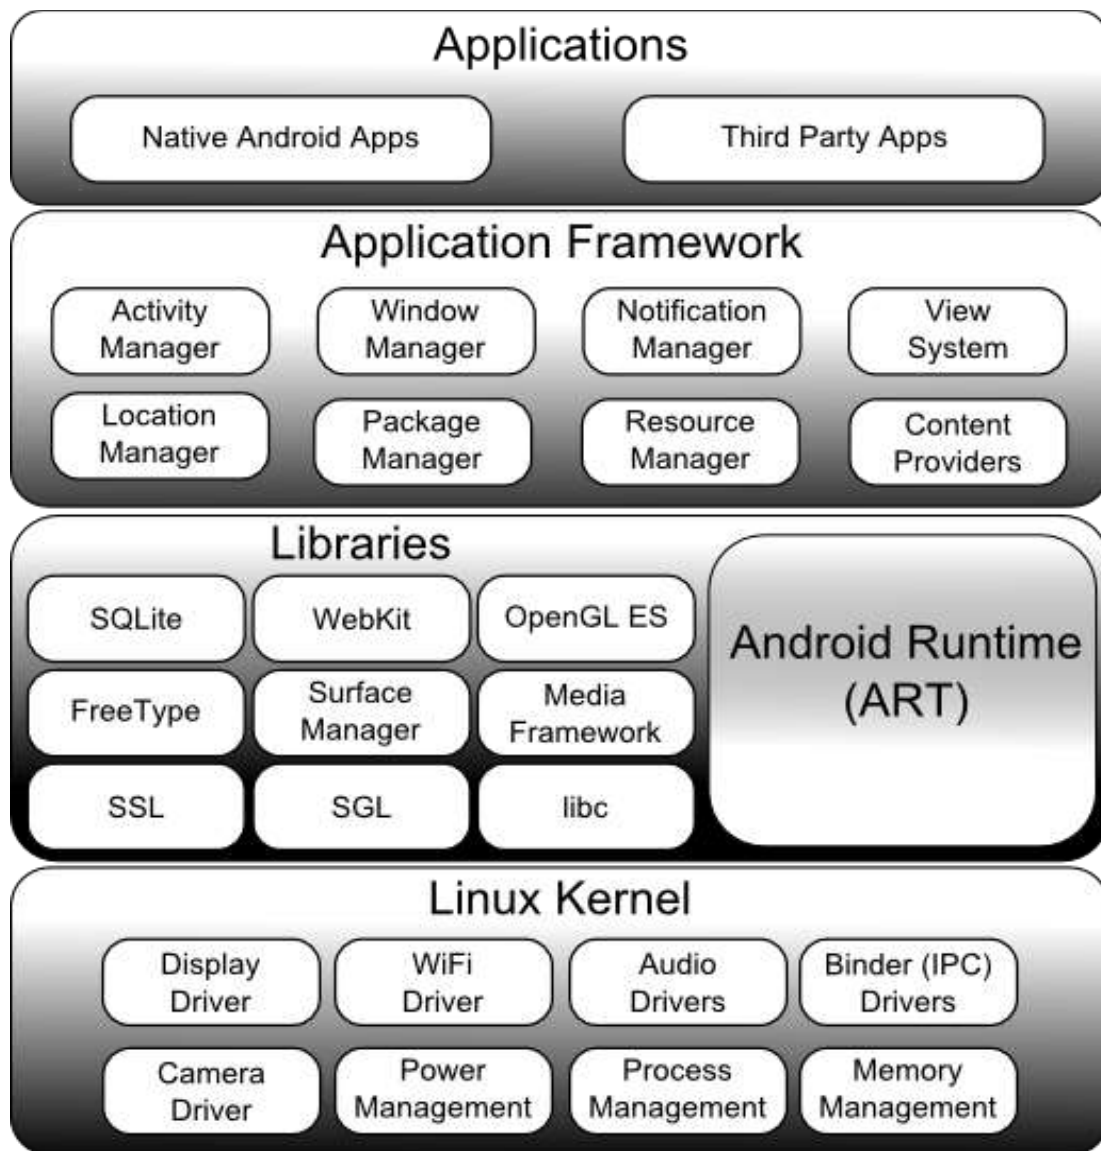 Applications
Native Android Apps
Third Party Apps
Application Framework
Activity
Manager
Window
Manager
Notification
Manager
View
System
Location
Manager
Package
Manager
Resource
Manager
Content
Providers
Libraries
SQLite
WebKit
OpenGL ES
FreeType
Surface
Manager
Media
Framework
SSL
SGL
libc
Android Runtime
(ART)
Linux Kernel
Display
Driver
WiFi
Driver
Audio
Drivers
Binder (IPC)
Drivers
Camera
Driver
Power
Management
Process
Management
Memory
Management